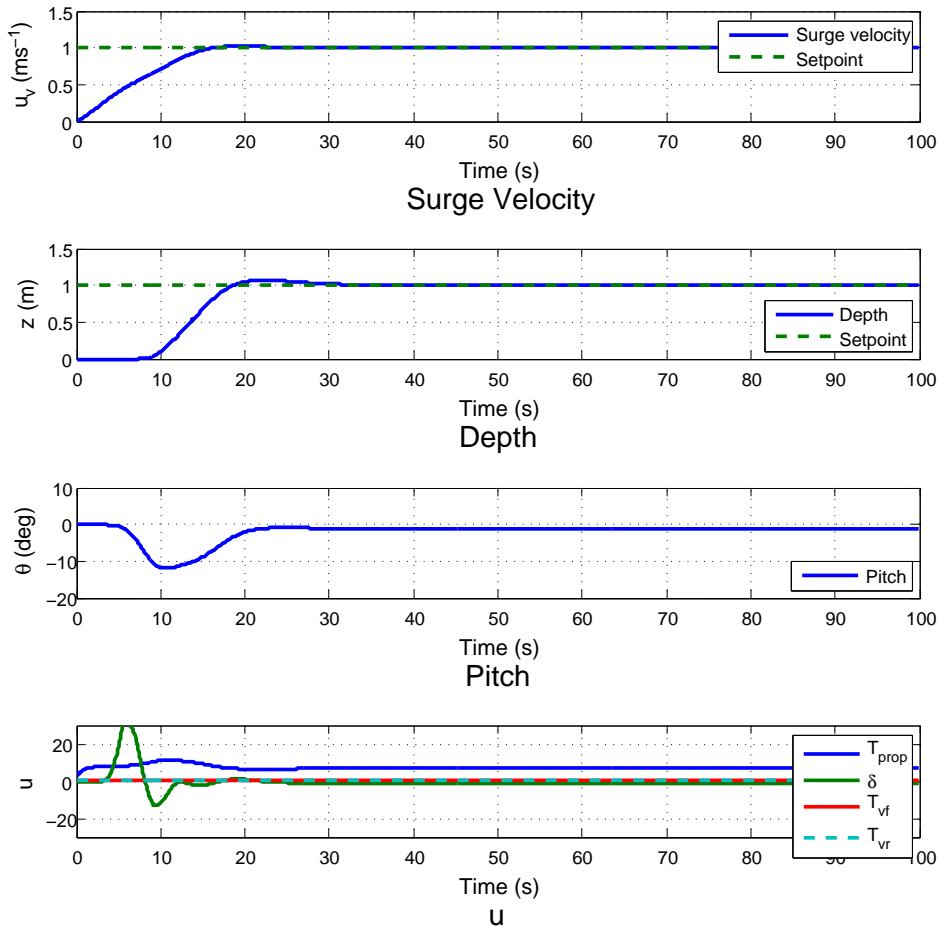 1.5
1
0.5
0
u_v (ms⁻¹)
Surge velocity
Setpoint
0 10 20 30 40 50 60 70 80 90 100
Time (s)
Surge Velocity
1.5
1
0.5
0
z (m)
Depth
Setpoint
0 10 20 30 40 50 60 70 80 90 100
Time (s)
Depth
10
0
−10
−20
θ (deg)
Pitch
0 10 20 30 40 50 60 70 80 90 100
Time (s)
Pitch
20
0
−20
u
T_prop
δ
T_vf
T_vr
0 10 20 30 40 50 60 70 80 90 100
Time (s)
u